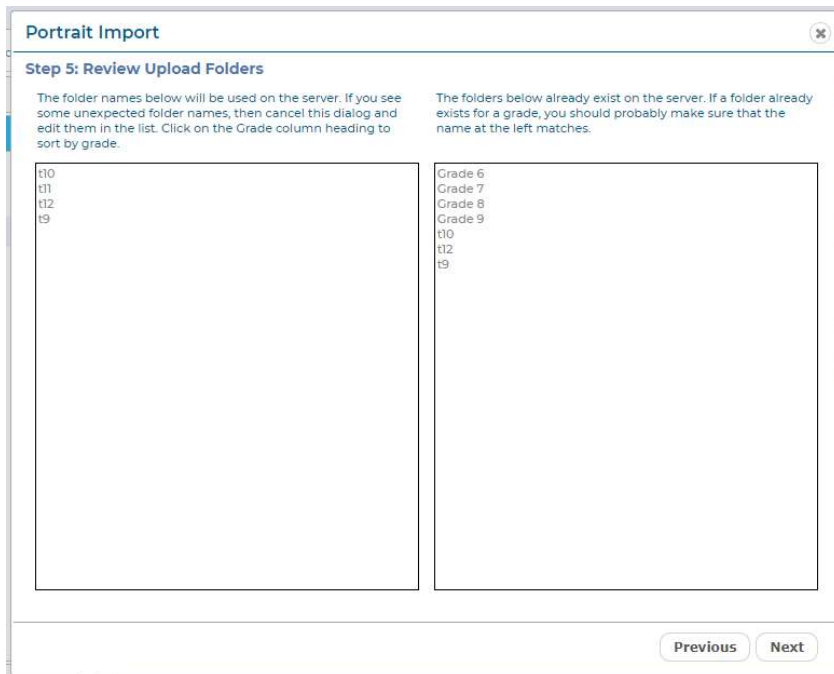 Portrait Import
Step 5: Review Upload Folders
The folder names below will be used on the server. If you see
some unexpected folder names, then cancel this dialog and
edit them in the list. Click on the Grade column heading to
sort by grade.
The folders below already exist on the server. If a folder already
exists for a grade, you should probably make sure that the
name at the left matches.
t10
t11
t12
t9
Grade 6
Grade 7
Grade 8
Grade 9
t10
t12
t9
Previous
Next